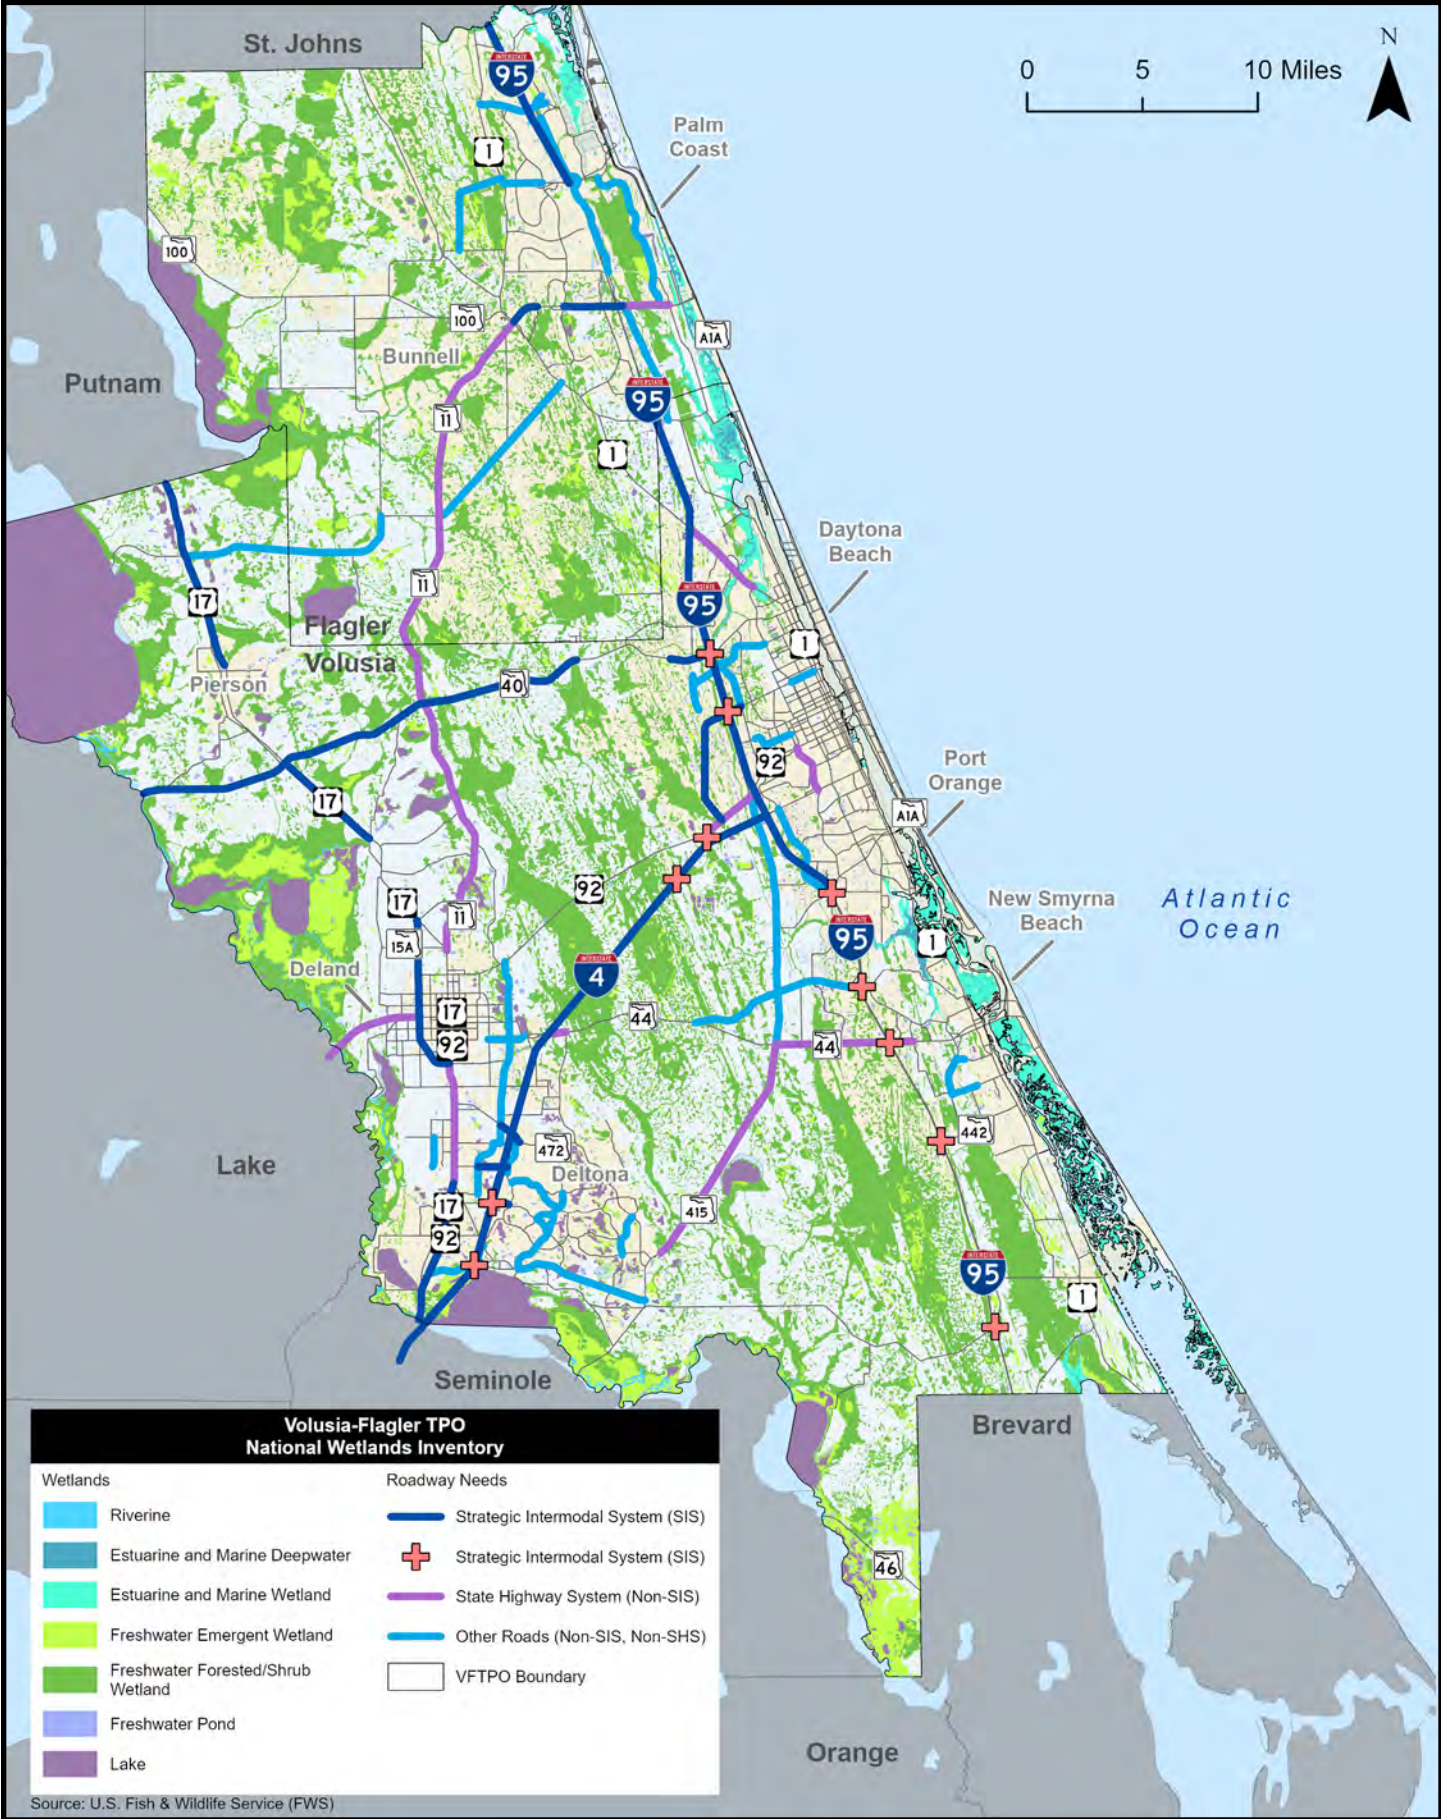 St. Johns
N
0 5 10 Miles
INTERSTATE
95
1
Palm
Coast
100
100
A1A
Bunnell
Putnam
INTERSTATE
95
11
1
Daytona
Beach
11
INTERSTATE
95
17
Flagler
Volusia
1
Pierson
40
Port
Orange
92
17
A1A
92
New Smyrna
Beach
Atlantic
Ocean
17
11
15A
INTERSTATE
95
1
Deland
INTERSTATE
4
17
44
92
44
442
472
Lake
Deltona
17
415
92
INTERSTATE
95
1
Seminole
Brevard
Volusia-Flagler TPO
National Wetlands Inventory
Wetlands
Riverine
Estuarine and Marine Deepwater
Estuarine and Marine Wetland
Freshwater Emergent Wetland
Freshwater Forested/Shrub
Wetland
Freshwater Pond
Lake
Roadway Needs
Strategic Intermodal System (SIS)
Strategic Intermodal System (SIS)
State Highway System (Non-SIS)
Other Roads (Non-SIS, Non-SHS)
VFTPO Boundary
46
Orange
Source: U.S. Fish & Wildlife Service (FWS)